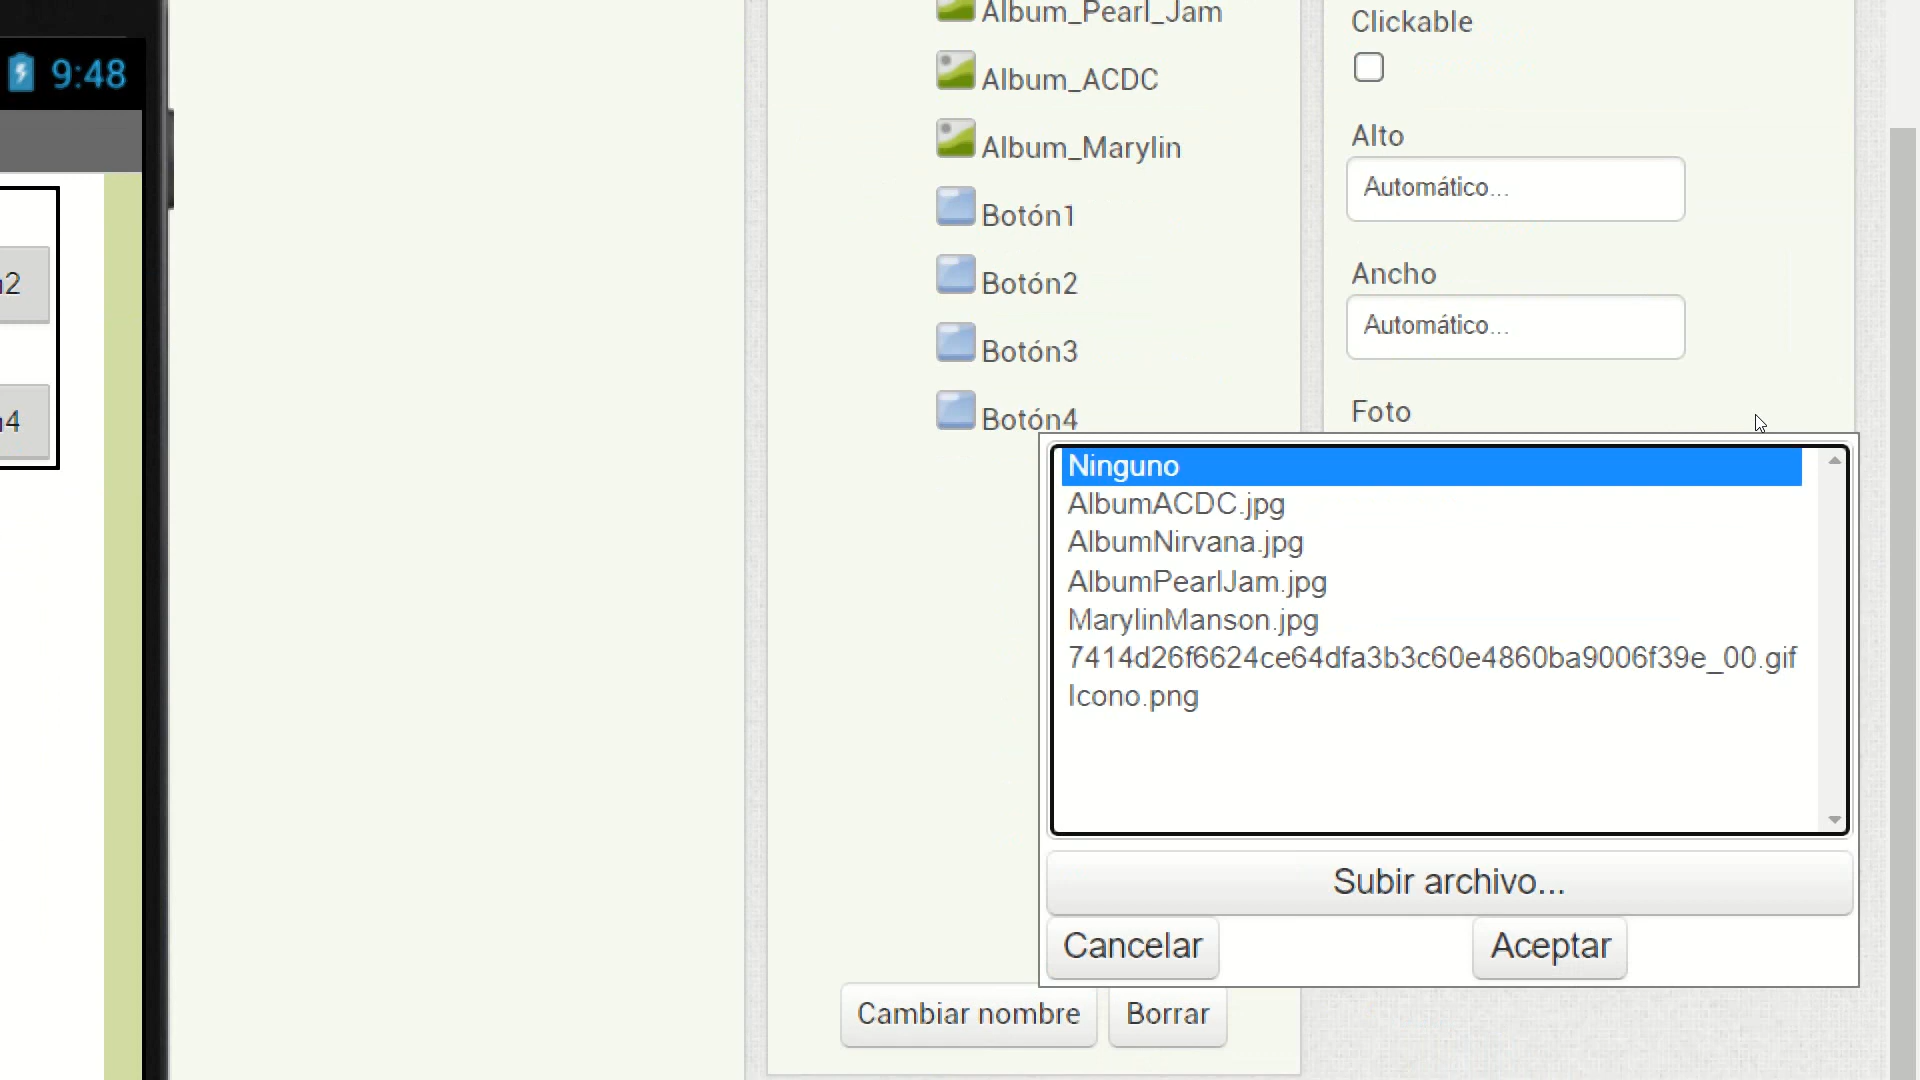 9:48
2
4
Album_Pearl_Jam
Album_ACDC
Album_Marylin
Botón1
Botón2
Botón3
Botón4
Cambiar nombre
Borrar
Clickable
Alto
Automático...
Ancho
Automático...
Foto
Ninguno
AlbumACDC.jpg
AlbumNirvana.jpg
AlbumPearlJam.jpg
MarylinManson.jpg
7414d26f6624ce64dfa3b3c60e4860ba9006f39e_00.gif
Icono.png
Subir archivo...
Cancelar
Aceptar